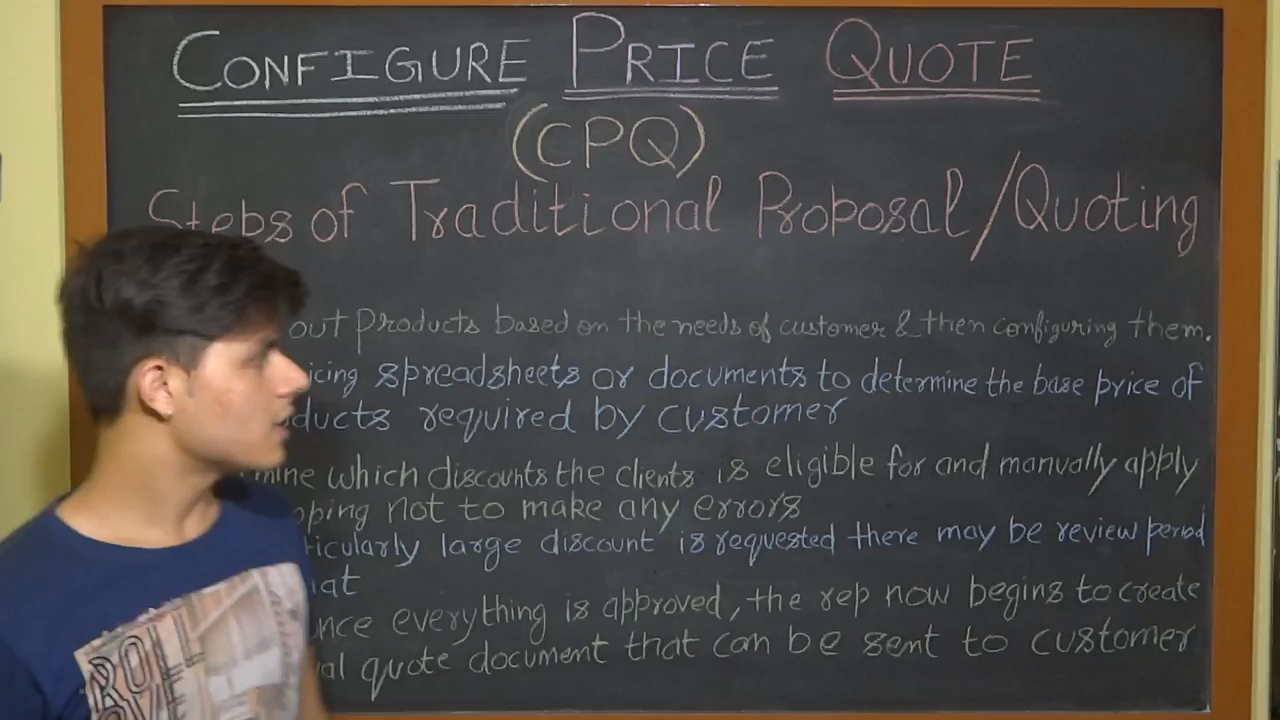 CONFIGURE PRICE QUOTE
(CPQ)
Steps of Traditional Proposal/Quoting
out Products based on the needs of customer & then configuring them.
icing spreadsheets or documents to determine the base price of
ducts required by customer
mine which discounts the clients is eligible for and manually apply
ping not to make any errors
ticularly large discount is requested there may be review period
at
nce everything is approved, the rep now begins to create
al quote document that can be sent to customer
ROLL